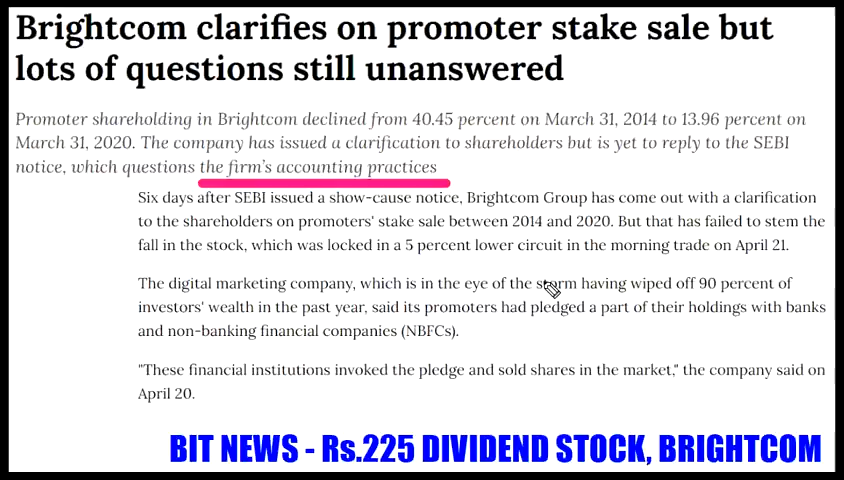 Brightcom clarifies on promoter stake sale but
lots of questions still unanswered
Promoter shareholding in Brightcom declined from 40.45 percent on March 31, 2014 to 13.96 percent on
March 31, 2020. The company has issued a clarification to shareholders but is yet to reply to the SEBI
notice, which questions the firm's accounting practices
Six days after SEBI issued a show-cause notice, Brightcom Group has come out with a clarification
to the shareholders on promoters' stake sale between 2014 and 2020. But that has failed to stem the
fall in the stock, which was locked in a 5 percent lower circuit in the morning trade on April 21.
The digital marketing company, which is in the eye of the storm having wiped off 90 percent of
investors' wealth in the past year, said its promoters had pledged a part of their holdings with banks
and non-banking financial companies (NBFCs).
"These financial institutions invoked the pledge and sold shares in the market," the company said on
April 20.
BIT NEWS - Rs.225 DIVIDEND STOCK, BRIGHTCOM